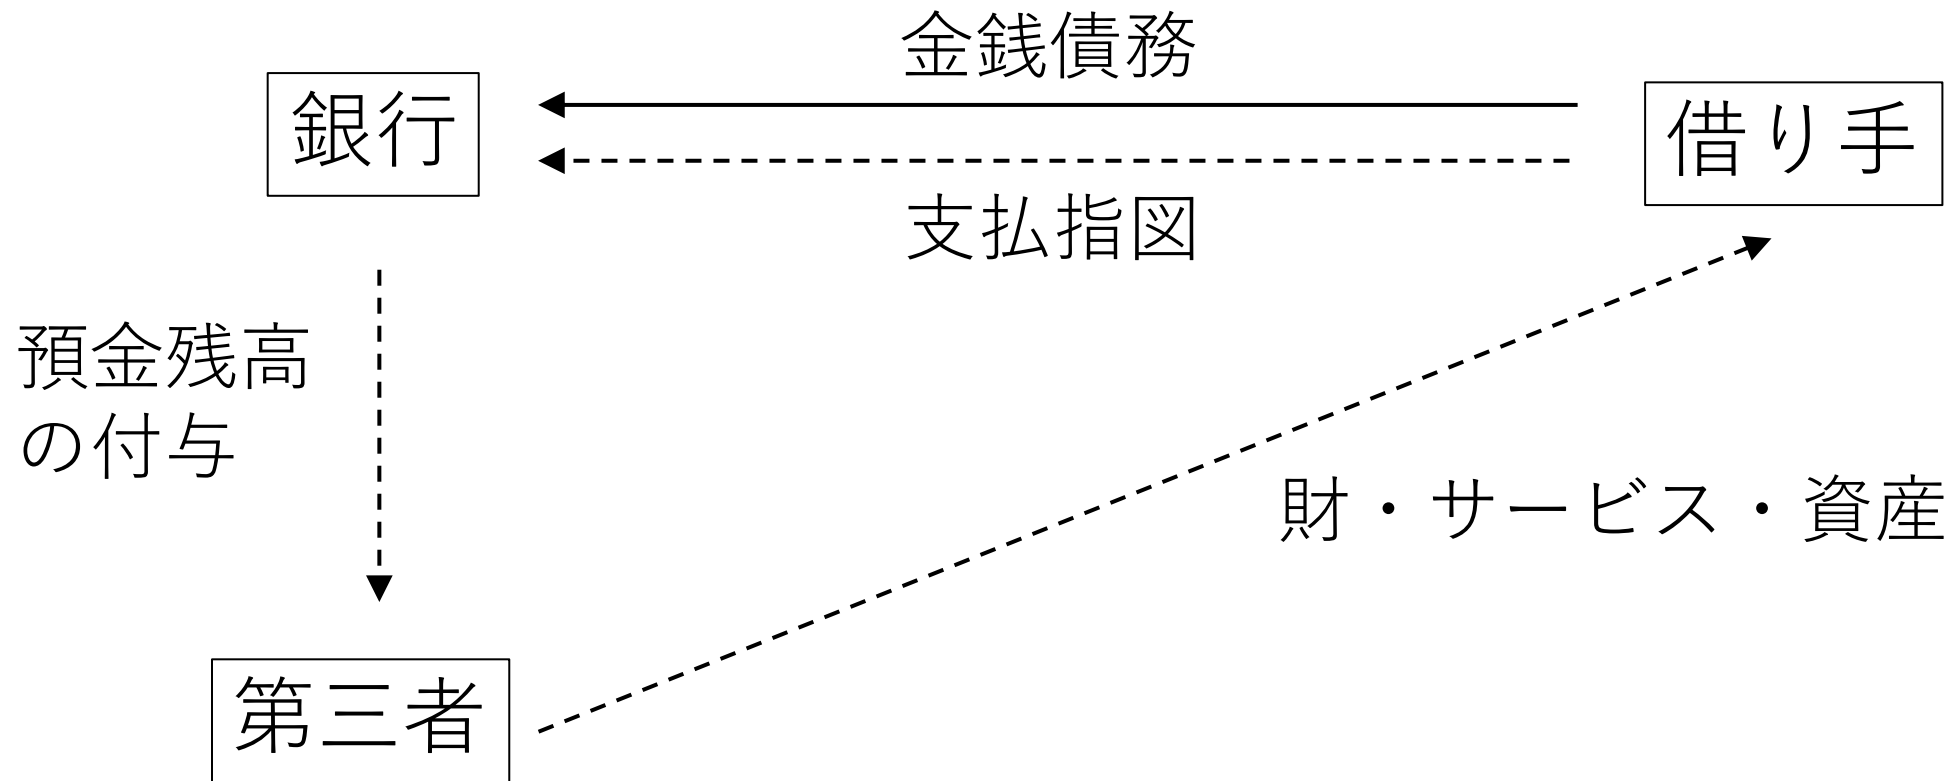 金銭債務
銀行
借り手
支払指図
預金残高
の付与
財・サービス・資産
第三者